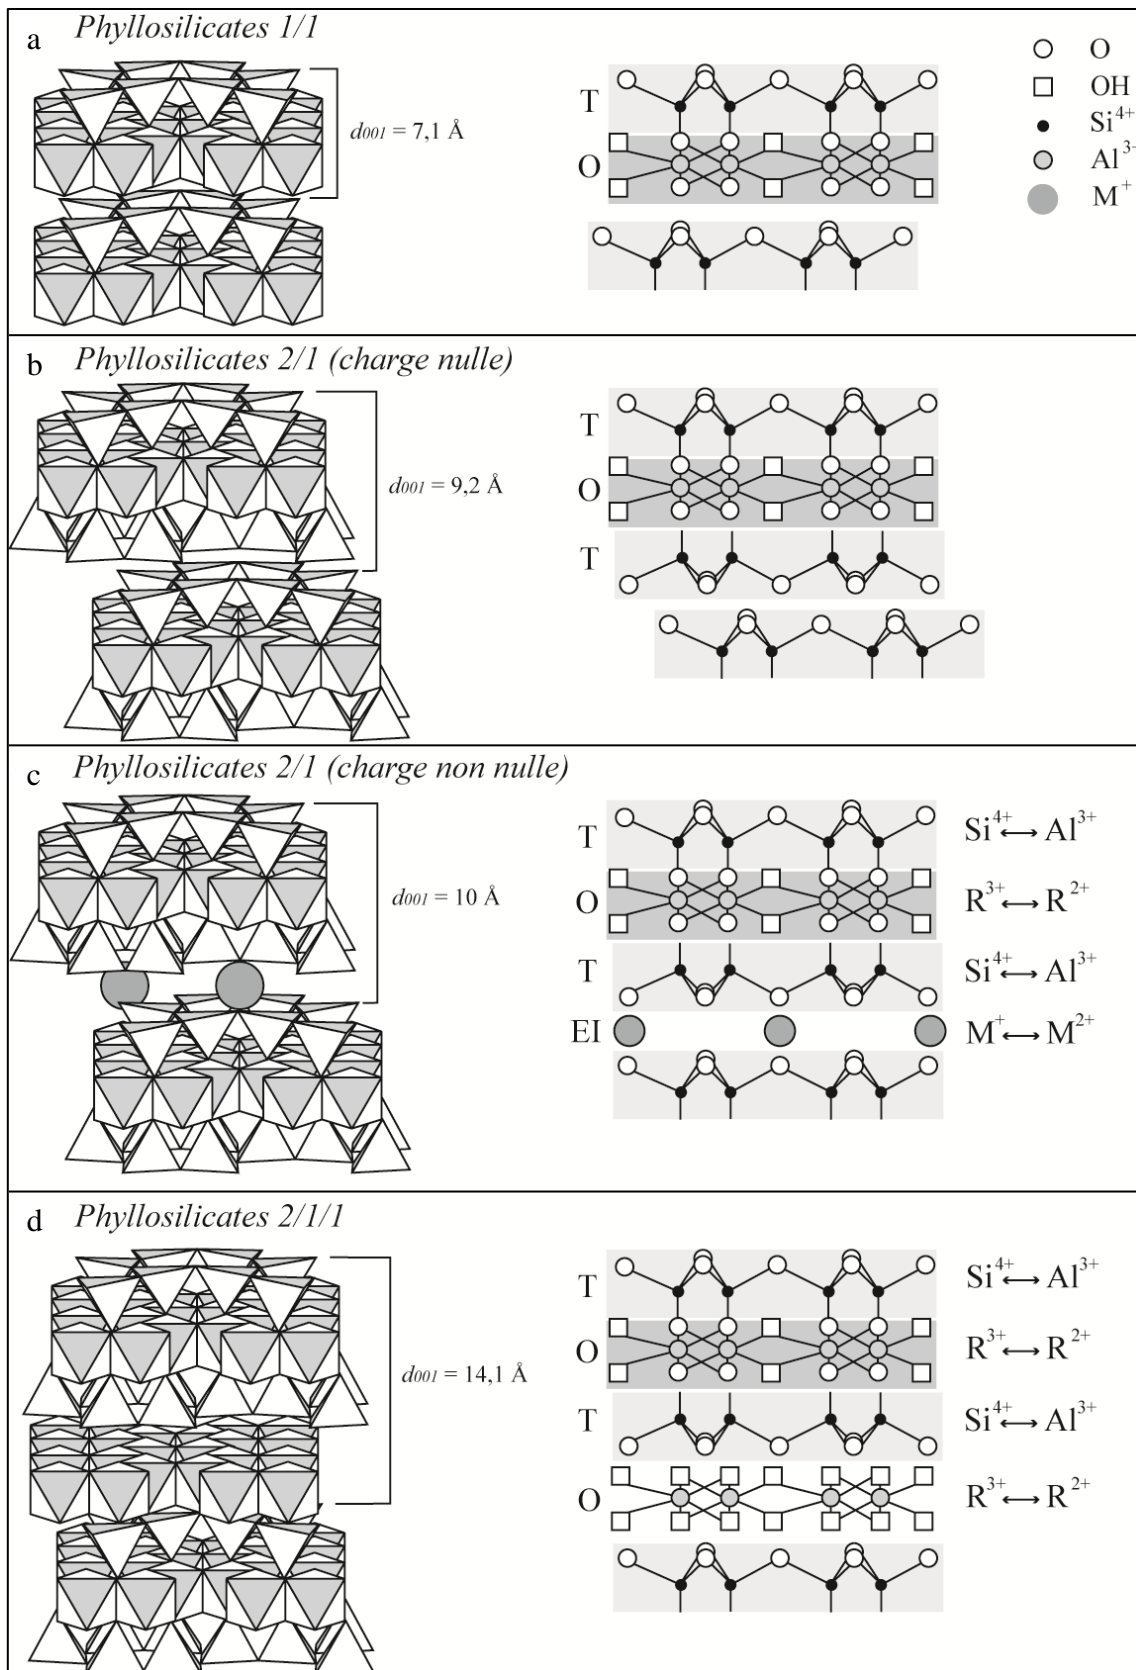 a
Phyllosilicates 1/1
d001 = 7,1 Å
T
O
O
OH
Si4+
Al3+
M+
b
Phyllosilicates 2/1 (charge nulle)
d001 = 9,2 Å
T
O
T
c
Phyllosilicates 2/1 (charge non nulle)
d001 = 10 Å
T
Si4+ ↔ Al3+
O
R3+ ↔ R2+
T
Si4+ ↔ Al3+
EI
M+ ↔ M2+
d
Phyllosilicates 2/1/1
d001 = 14,1 Å
T
Si4+ ↔ Al3+
O
R3+ ↔ R2+
T
Si4+ ↔ Al3+
O
R3+ ↔ R2+